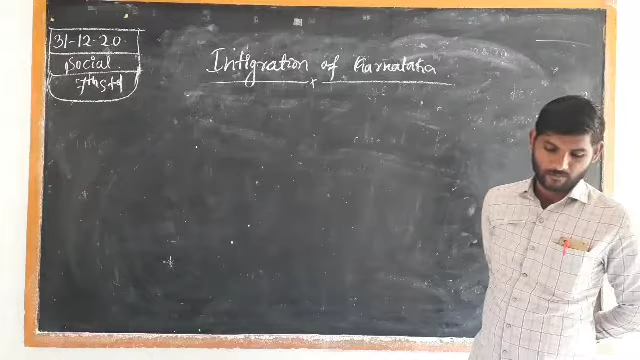 31-12-20.
Social.
7th std
Intigration of Karnataka